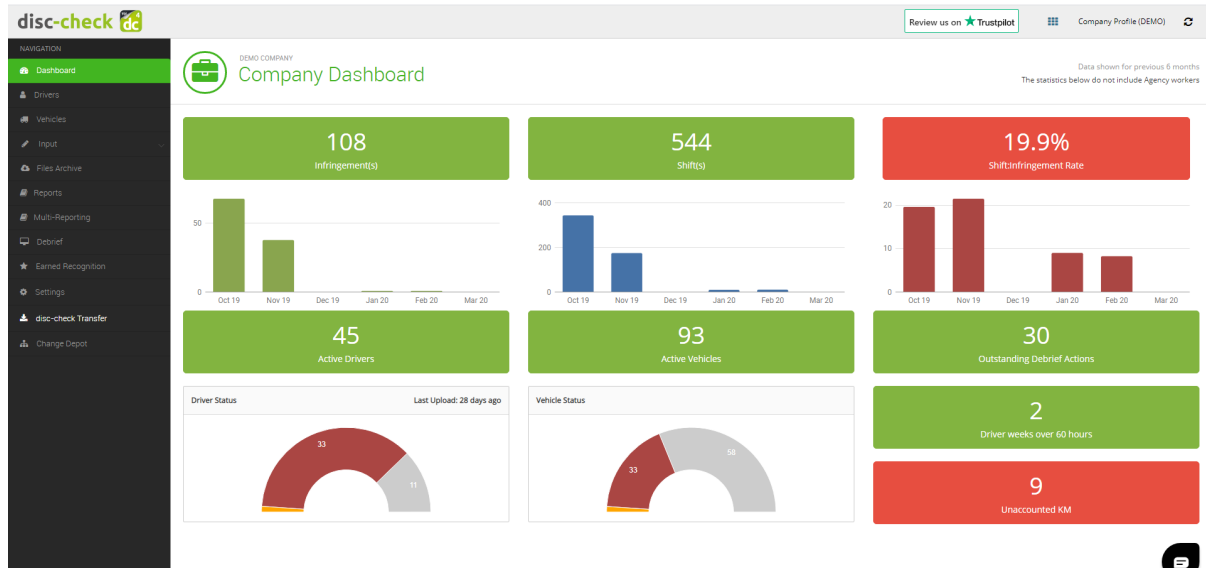 disc-check dc
Review us on Trustpilot
Company Profile (DEMO)
NAVIGATION
Dashboard
Drivers
Vehicles
Input
Files Archive
Reports
Multi-Reporting
Debrief
Earned Recognition
Settings
disc-check Transfer
Change Depot
DEMO COMPANY
Company Dashboard
Data shown for previous 6 months
The statistics below do not include Agency workers
108
Infringement(s)
544
Shift(s)
19.9%
Shift:Infringement Rate
50
0
Oct 19 Nov 19 Dec 19 Jan 20 Feb 20 Mar 20
400
200
0
Oct 19 Nov 19 Dec 19 Jan 20 Feb 20 Mar 20
20
10
0
Oct 19 Nov 19 Dec 19 Jan 20 Feb 20 Mar 20
45
Active Drivers
93
Active Vehicles
30
Outstanding Debrief Actions
Driver Status Last Upload: 28 days ago
33
11
Vehicle Status
33
58
2
Driver weeks over 60 hours
9
Unaccounted KM